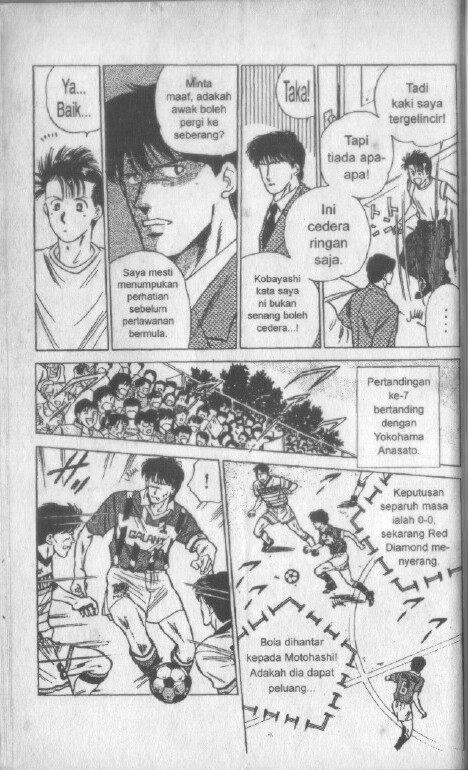 Tadi
kaki saya
tergelincir!
Tapi
tiada apa-
apa!
Ini
cedera
ringan
saja.
...
Taka!
Kobayashi
kata saya
ni bukan
senang boleh
cedera...!
Minta
maaf, adakah
awak boleh
pergi ke
seberang?
Saya mesti
menumpukan
perhatian
sebelum
perlawanan
bermula.
Ya...
Baik...
Pertandingan
ke-7
bertanding
dengan
Yokohama
Anasato.
Keputusan
separuh masa
ialah 0-0,
sekarang Red
Diamond me-
nyerang.
Bola dihantar
kepada Motohashi!
Adakah dia dapat
peluang...
6
!
GALANT